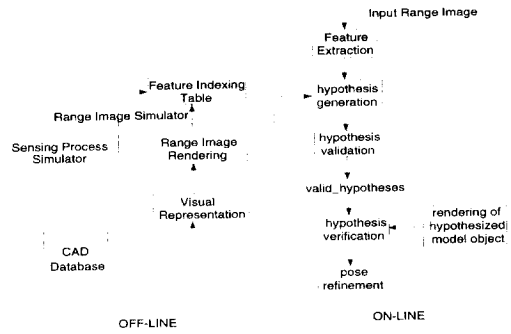 Input Range Image
Feature
Extraction
Feature Indexing
Table
hypothesis
generation
Range Image Simulator
Sensing Process
Simulator
Range Image
Rendering
hypothesis
validation
valid_hypotheses
Visual
Representation
hypothesis
verification
rendering of
hypothesized
model object
CAD
Database
pose
refinement
OFF-LINE
ON-LINE